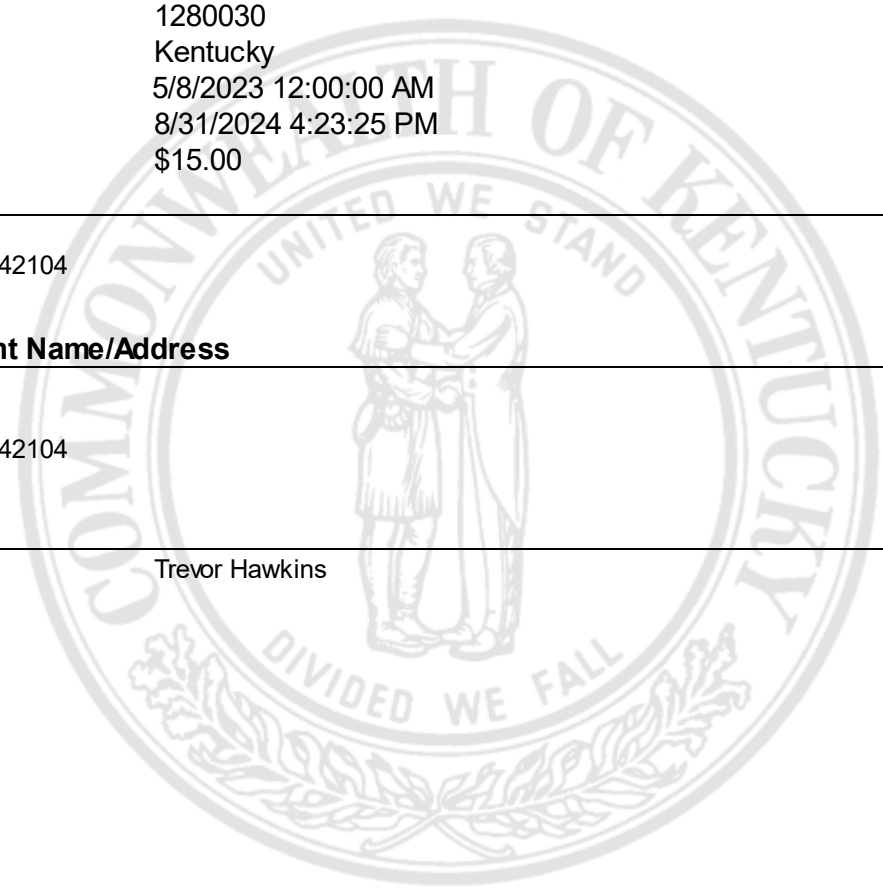 1280030
Kentucky
5/8/2023 12:00:00 AM
8/31/2024 4:23:25 PM
$15.00
42104
nt Name/Address
42104
Trevor Hawkins
COMMONWEALTH OF KENTUCKY
UNITED WE STAND
DIVIDED WE FALL